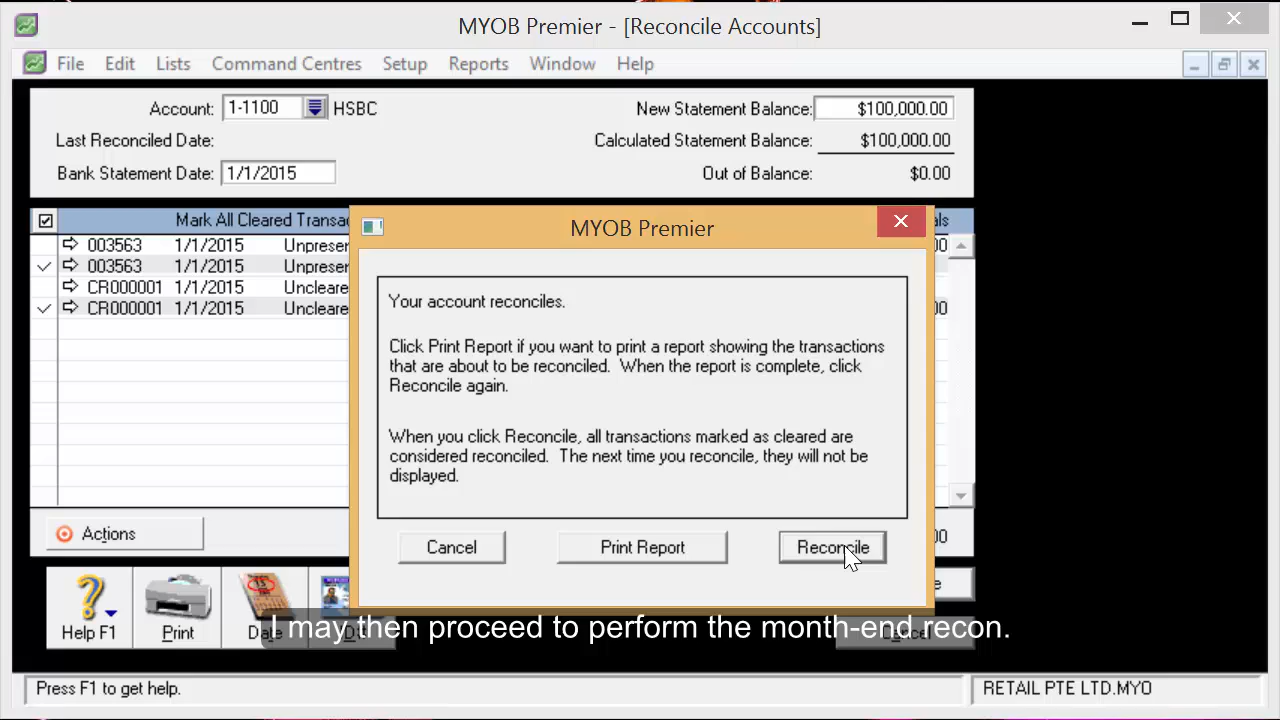 MYOB Premier - [Reconcile Accounts]
File Edit Lists Command Centres Setup Reports Window Help
Account: 1-1100 HSBC
New Statement Balance: $100,000.00
Last Reconciled Date:
Calculated Statement Balance: $100,000.00
Bank Statement Date: 1/1/2015
Out of Balance: $0.00
Mark All Cleared
003563 1/1/2015
003563 1/1/2015
CR000001 1/1/2015
CR000001 1/1/2015
MYOB Premier
Your account reconciles.
Click Print Report if you want to print a report showing the transactions
that are about to be reconciled. When the report is complete, click
Reconcile again.
When you click Reconcile, all transactions marked as cleared are
considered reconciled. The next time you reconcile, they will not be
displayed.
Cancel Print Report Reconcile
Actions
Help F1 Print
I may then proceed to perform the month-end recon.
Cancel
Press F1 to get help.
RETAIL PTE LTD.MYO